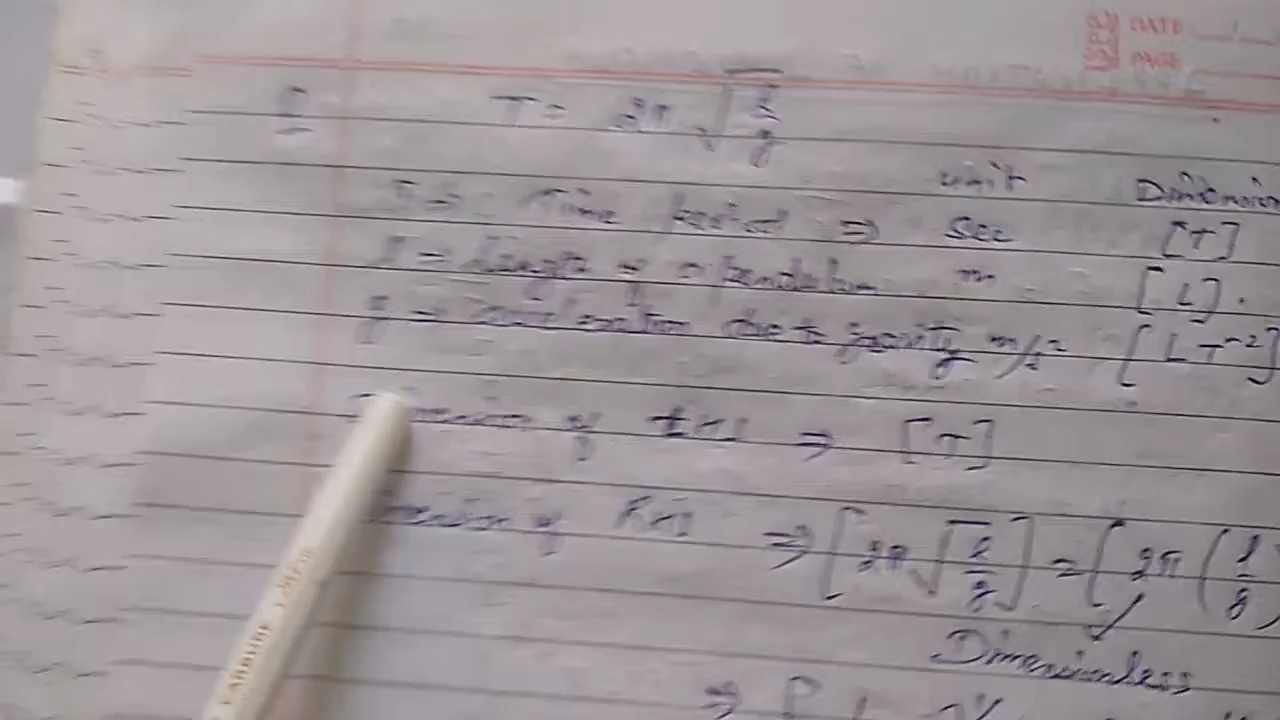 DATE
PAGE
T = 2π √(l/g)
unit Dimension
T → Time Period ⇒ sec [T]
l → Length of pendulum m [L].
g → acceleration due to gravity m/s² [LT⁻²]
of LHS ⇒ [T]
of RHS ⇒ [2π √(l/g)] = [2π (l/g)
Dimensionless
⇒